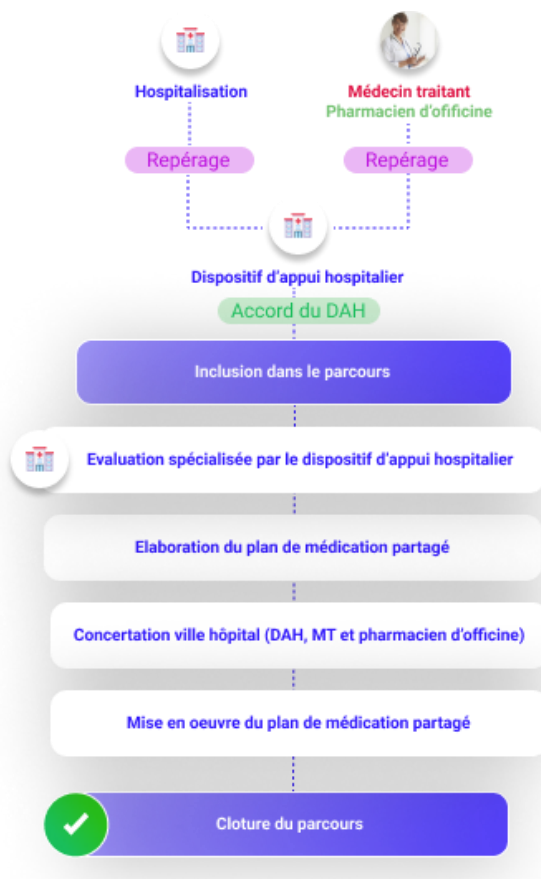 Hospitalisation
Médecin traitant
Pharmacien d'ofificine
Repérage
Repérage
Dispositif d'appui hospitalier
Accord du DAH
Inclusion dans le parcours
Evaluation spécialisée par le dispositif d'appui hospitalier
Elaboration du plan de médication partagé
Concertation ville hôpital (DAH, MT et pharmacien d'officine)
Mise en oeuvre du plan de médication partagé
Cloture du parcours